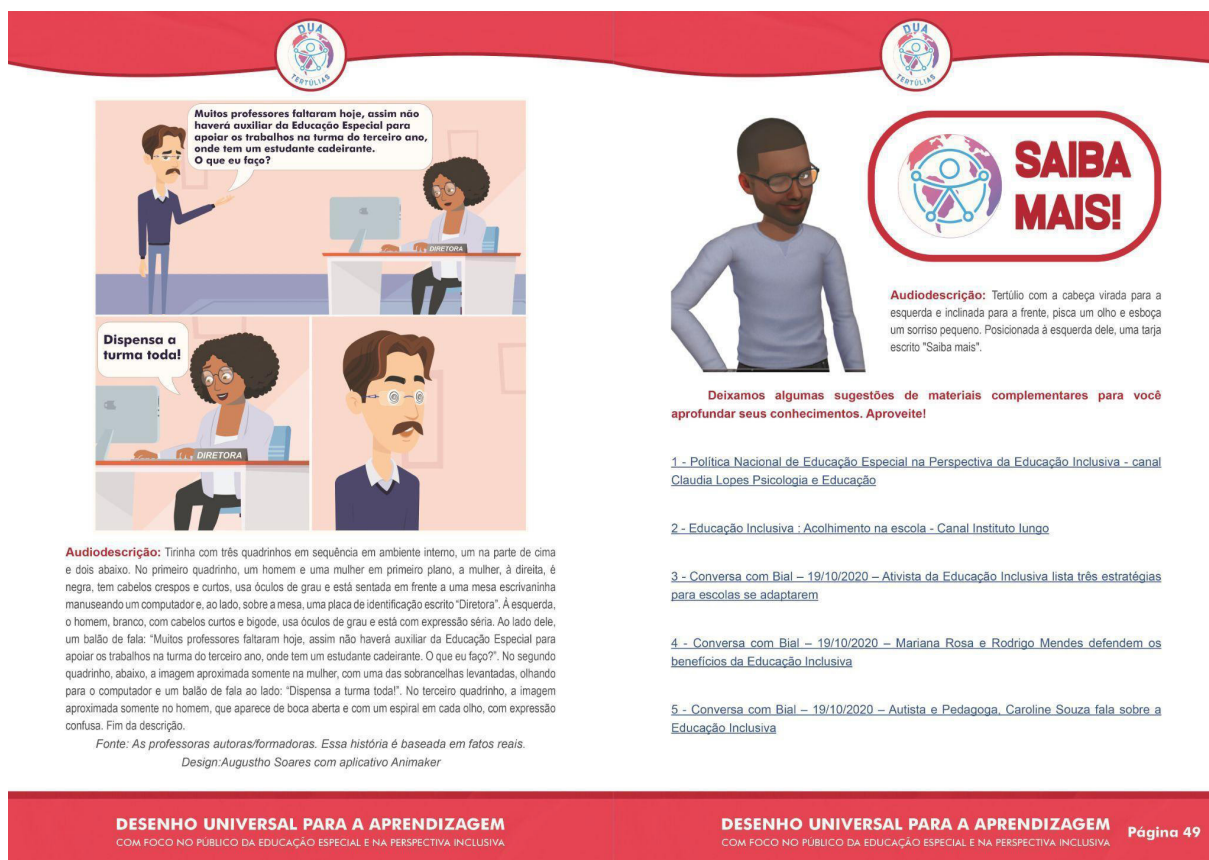 DUA
TERTÚLIAS
Muitos professores faltaram hoje, assim não
haverá auxiliar da Educação Especial para
apoiar os trabalhos na turma do terceiro ano,
onde tem um estudante cadeirante.
O que eu faço?
DIRETORA
Dispensa a
turma toda!
DIRETORA
Audiodescrição: Tirinha com três quadrinhos em sequência em ambiente interno, um na parte de cima
e dois abaixo. No primeiro quadrinho, um homem e uma mulher em primeiro plano, a mulher, à direita, é
negra, tem cabelos crespos e curtos, usa óculos de grau e está sentada em frente a uma mesa escrivaninha
manuseando um computador e, ao lado, sobre a mesa, uma placa de identificação escrito “Diretora”. À esquerda,
o homem, branco, com cabelos curtos e bigode, usa óculos de grau e está com expressão séria. Ao lado dele,
um balão de fala: “Muitos professores faltaram hoje, assim não haverá auxiliar da Educação Especial para
apoiar os trabalhos na turma do terceiro ano, onde tem um estudante cadeirante. O que eu faço?”. No segundo
quadrinho, abaixo, a imagem aproximada somente na mulher, com uma das sobrancelhas levantadas, olhando
para o computador e um balão de fala ao lado: “Dispensa a turma toda!”. No terceiro quadrinho, a imagem
aproximada somente no homem, que aparece de boca aberta e com um espiral em cada olho, com expressão
confusa. Fim da descrição.
Fonte: As professoras autoras/formadoras. Essa história é baseada em fatos reais.
Design:Augustho Soares com aplicativo Animaker
DESENHO UNIVERSAL PARA A APRENDIZAGEM
COM FOCO NO PÚBLICO DA EDUCAÇÃO ESPECIAL E NA PERSPECTIVA INCLUSIVA
DUA
TERTÚLIAS
SAIBA
MAIS!
Audiodescrição: Tertúlio com a cabeça virada para a
esquerda e inclinada para a frente, pisca um olho e esboça
um sorriso pequeno. Posicionada á esquerda dele, uma tarja
escrito "Saiba mais".
Deixamos algumas sugestões de materiais complementares para você
aprofundar seus conhecimentos. Aproveite!
1 - Política Nacional de Educação Especial na Perspectiva da Educação Inclusiva - canal
Claudia Lopes Psicologia e Educação
2 - Educação Inclusiva : Acolhimento na escola - Canal Instituto Iungo
3 - Conversa com Bial – 19/10/2020 – Ativista da Educação Inclusiva lista três estratégias
para escolas se adaptarem
4 - Conversa com Bial – 19/10/2020 – Mariana Rosa e Rodrigo Mendes defendem os
benefícios da Educação Inclusiva
5 - Conversa com Bial – 19/10/2020 – Autista e Pedagoga, Caroline Souza fala sobre a
Educação Inclusiva
DESENHO UNIVERSAL PARA A APRENDIZAGEM
COM FOCO NO PÚBLICO DA EDUCAÇÃO ESPECIAL E NA PERSPECTIVA INCLUSIVA
Página 49